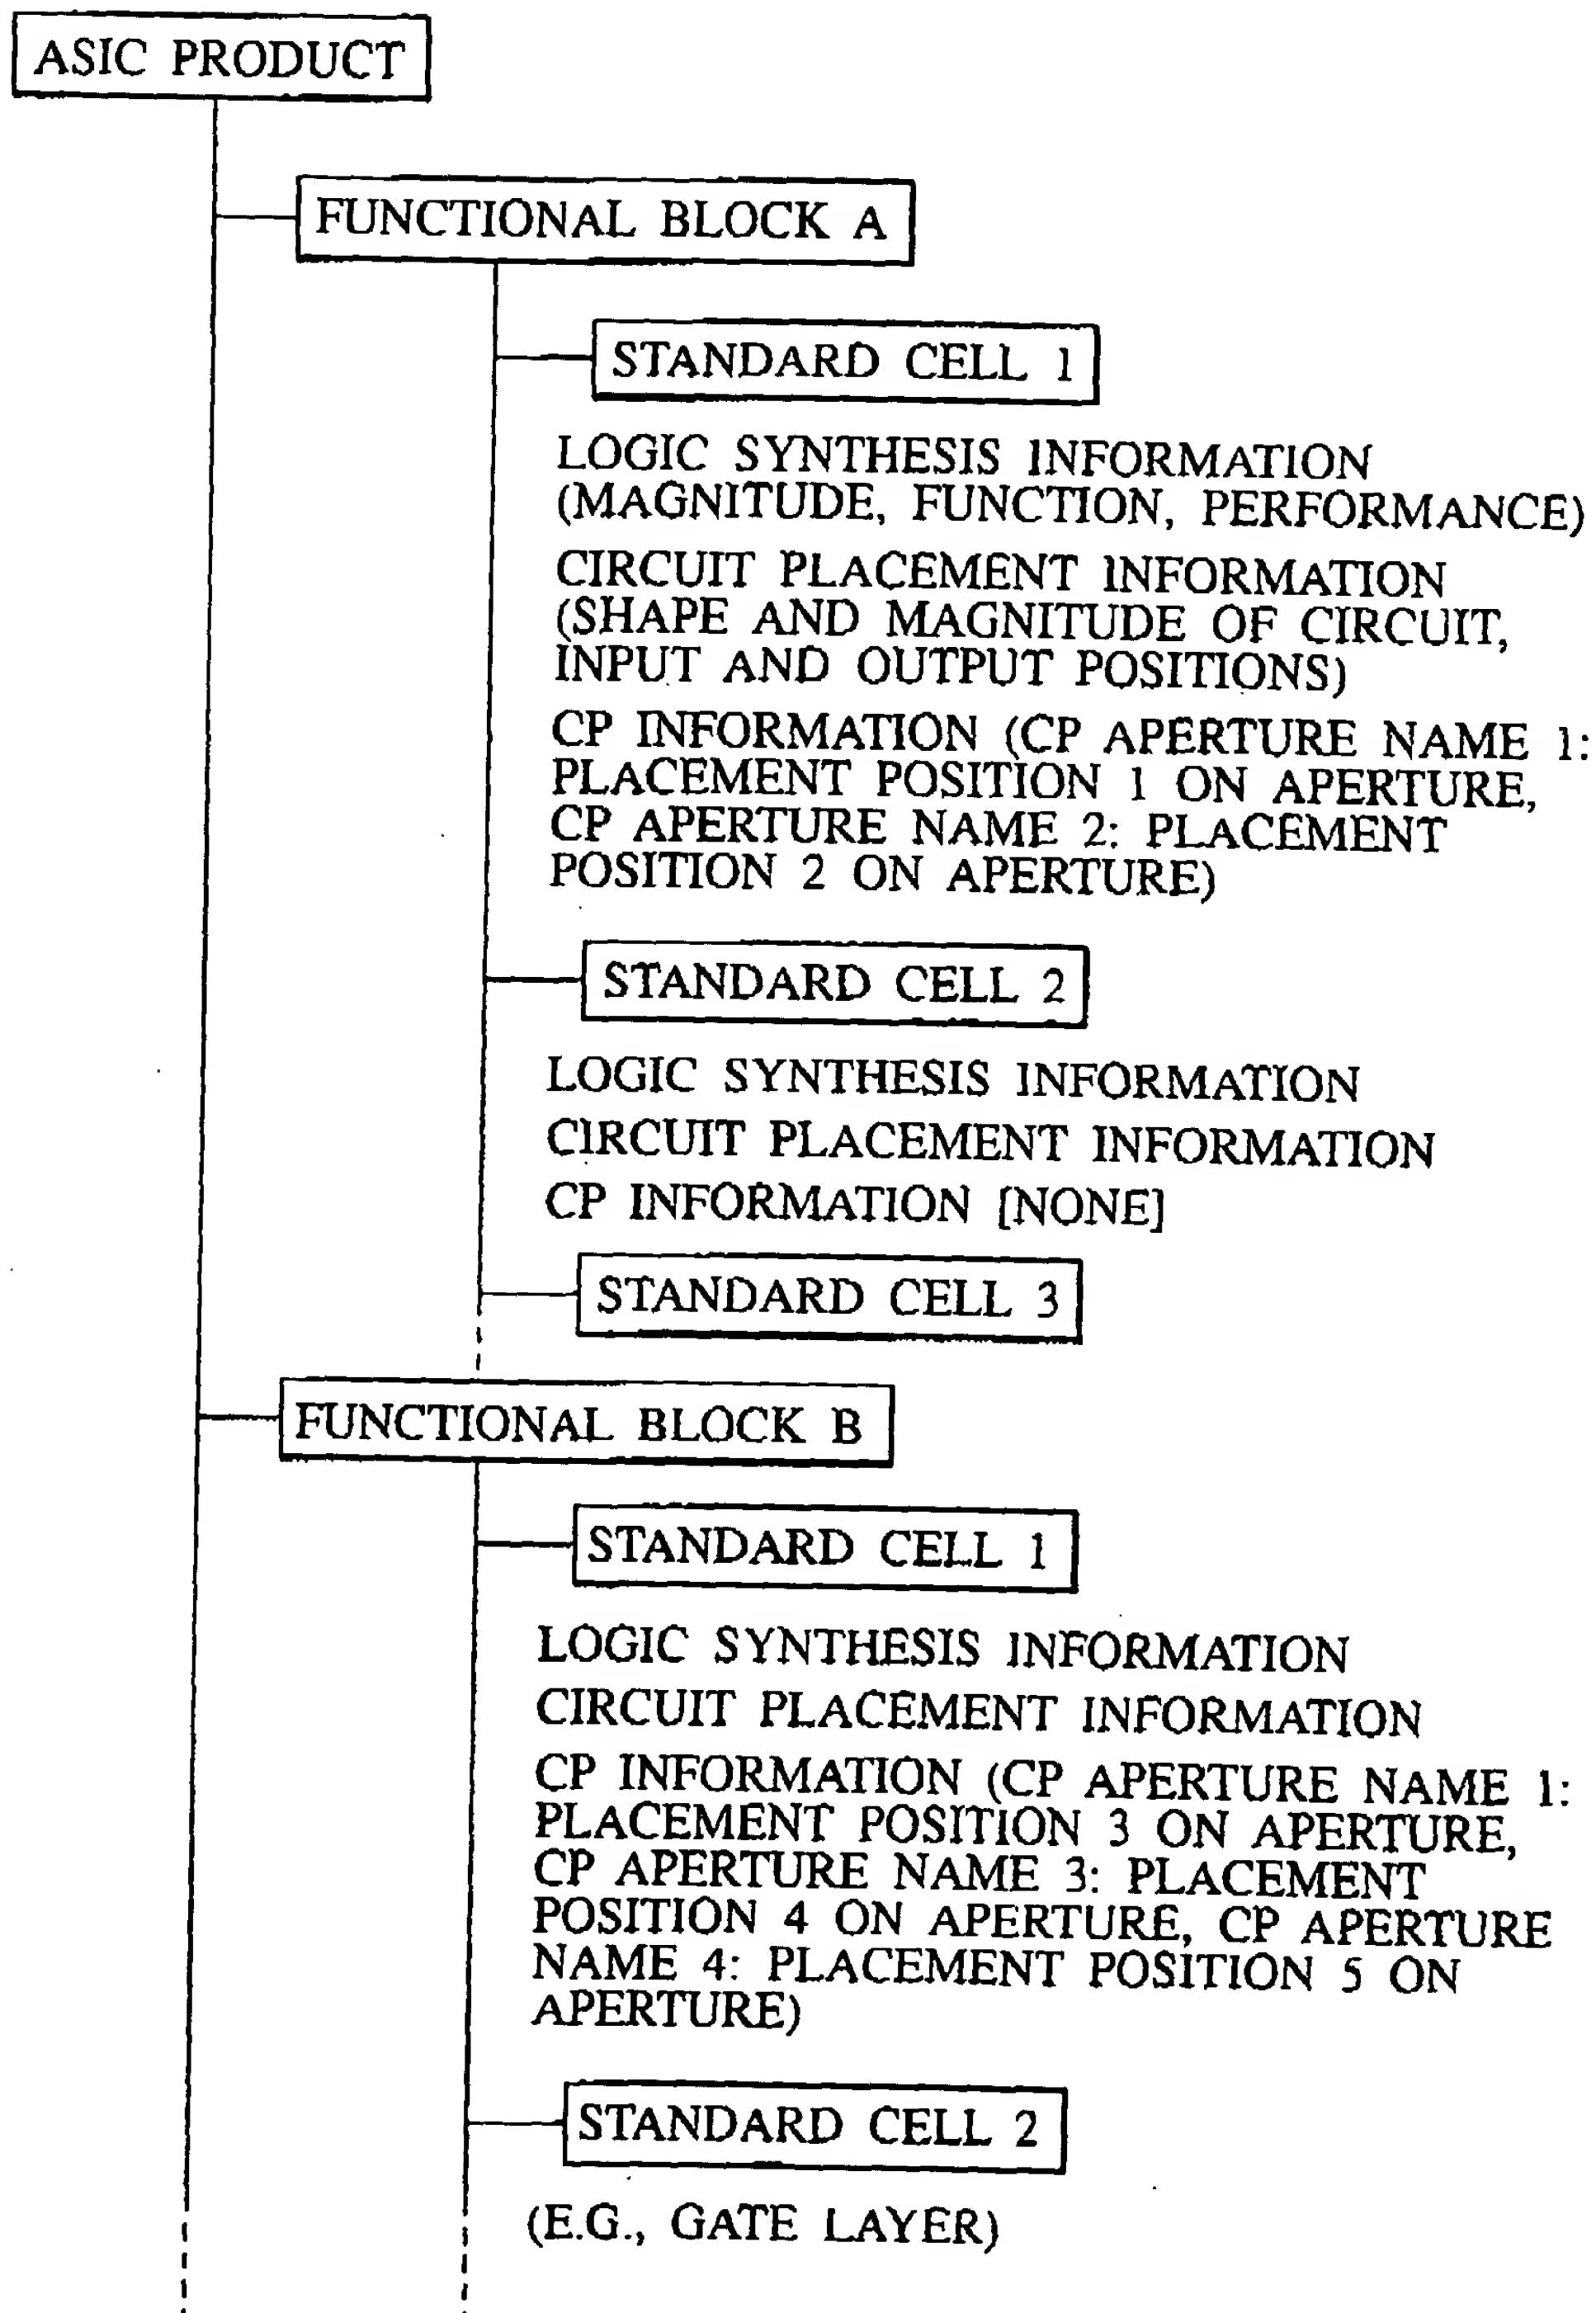 ASIC PRODUCT
FUNCTIONAL BLOCK A
STANDARD CELL 1
LOGIC SYNTHESIS INFORMATION
(MAGNITUDE, FUNCTION, PERFORMANCE)
CIRCUIT PLACEMENT INFORMATION
(SHAPE AND MAGNITUDE OF CIRCUIT,
INPUT AND OUTPUT POSITIONS)
CP INFORMATION (CP APERTURE NAME 1:
PLACEMENT POSITION 1 ON APERTURE,
CP APERTURE NAME 2: PLACEMENT
POSITION 2 ON APERTURE)
STANDARD CELL 2
LOGIC SYNTHESIS INFORMATION
CIRCUIT PLACEMENT INFORMATION
CP INFORMATION [NONE]
STANDARD CELL 3
FUNCTIONAL BLOCK B
STANDARD CELL 1
LOGIC SYNTHESIS INFORMATION
CIRCUIT PLACEMENT INFORMATION
CP INFORMATION (CP APERTURE NAME 1:
PLACEMENT POSITION 3 ON APERTURE,
CP APERTURE NAME 3: PLACEMENT
POSITION 4 ON APERTURE, CP APERTURE
NAME 4: PLACEMENT POSITION 5 ON
APERTURE)
STANDARD CELL 2
(E.G., GATE LAYER)